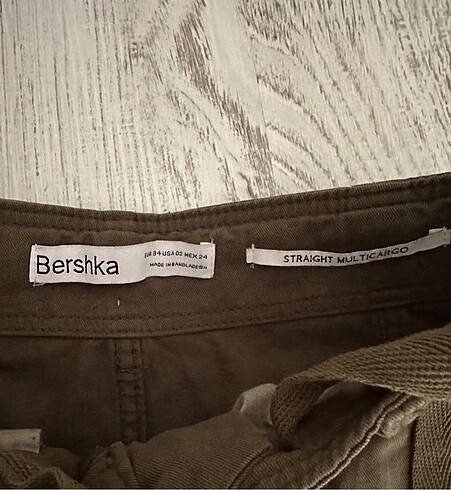 Bershka
EUR 34 USA 02 MEX 24
MADE IN BANGLADESH
STRAIGHT MULTICARGO